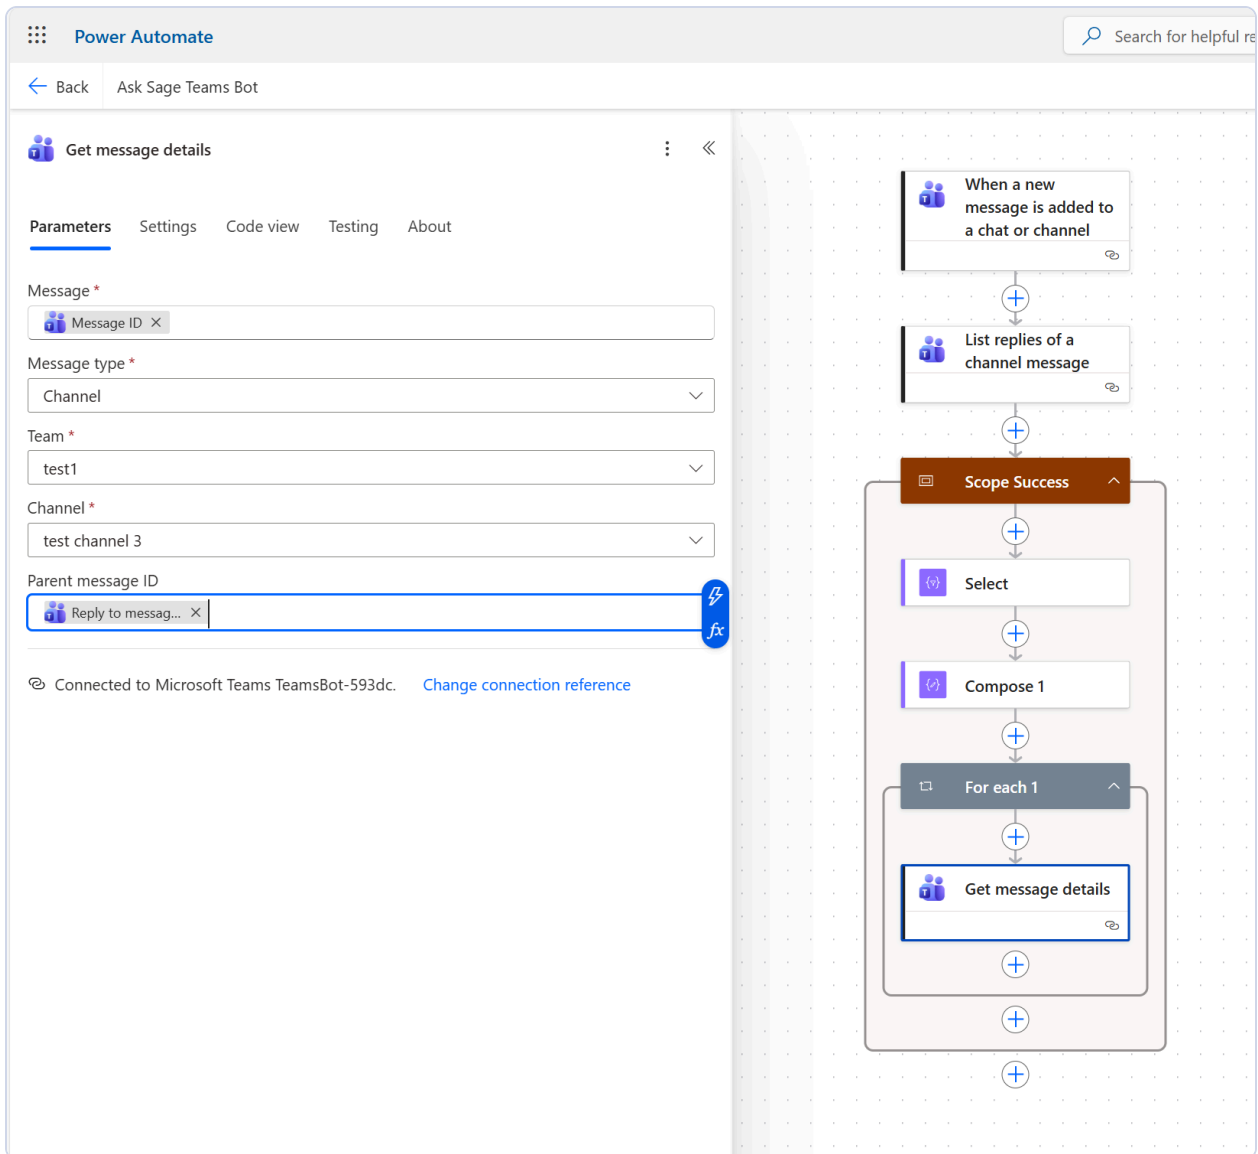 Power Automate
Search for helpful re
Back
Ask Sage Teams Bot
Get message details
Parameters
Settings
Code view
Testing
About
Message *
Message ID
Message type *
Channel
Team *
test1
Channel *
test channel 3
Parent message ID
Reply to messag...
fx
Connected to Microsoft Teams TeamsBot-593dc.
Change connection reference
When a new
message is added to
a chat or channel
List replies of a
channel message
Scope Success
Select
Compose 1
For each 1
Get message details